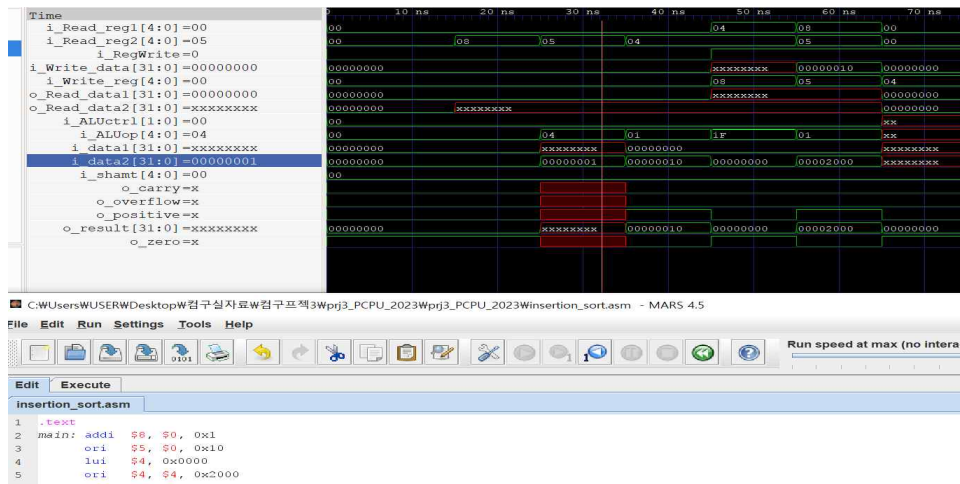 Time
0 10 ns 20 ns 30 ns 40 ns 50 ns 60 ns 70 ns
i_Read_reg1[4:0]=00 00 04 08 00
i_Read_reg2[4:0]=05 00 08 05 04 05 00
i_RegWrite=0
i_Write_data[31:0]=00000000 00000000 xxxxxxxx 00000010 00000000
i_Write_reg[4:0]=00 00 08 05 04
o_Read_data1[31:0]=00000000 00000000 xxxxxxxx 00000000
o_Read_data2[31:0]=xxxxxxxx 00000000 xxxxxxxx 00000000
i_ALUctrl[1:0]=00 00 xx
i_ALUop[4:0]=04 00 04 01 1F 01 xx
i_data1[31:0]=xxxxxxxx 00000000 xxxxxxxx 00000000 xxxxxxxx
i_data2[31:0]=00000001 00000000 00000001 00000010 00000000 00002000 xxxxxxxx
i_shamt[4:0]=00 00
o_carry=x
o_overflow=x
o_positive=x
o_result[31:0]=xxxxxxxx 00000000 xxxxxxxx 00000010 00000000 00002000 00000000
o_zero=x
C:₩Users₩USER₩Desktop₩컴구실자료₩컴구프젝3₩prj3_PCPU_2023₩prj3_PCPU_2023₩insertion_sort.asm - MARS 4.5
File Edit Run Settings Tools Help
Run speed at max (no intera
Edit Execute
insertion_sort.asm
1 .text
2 main: addi $8, $0, 0x1
3 ori $5, $0, 0x10
4 lui $4, 0x0000
5 ori $4, $4, 0x2000